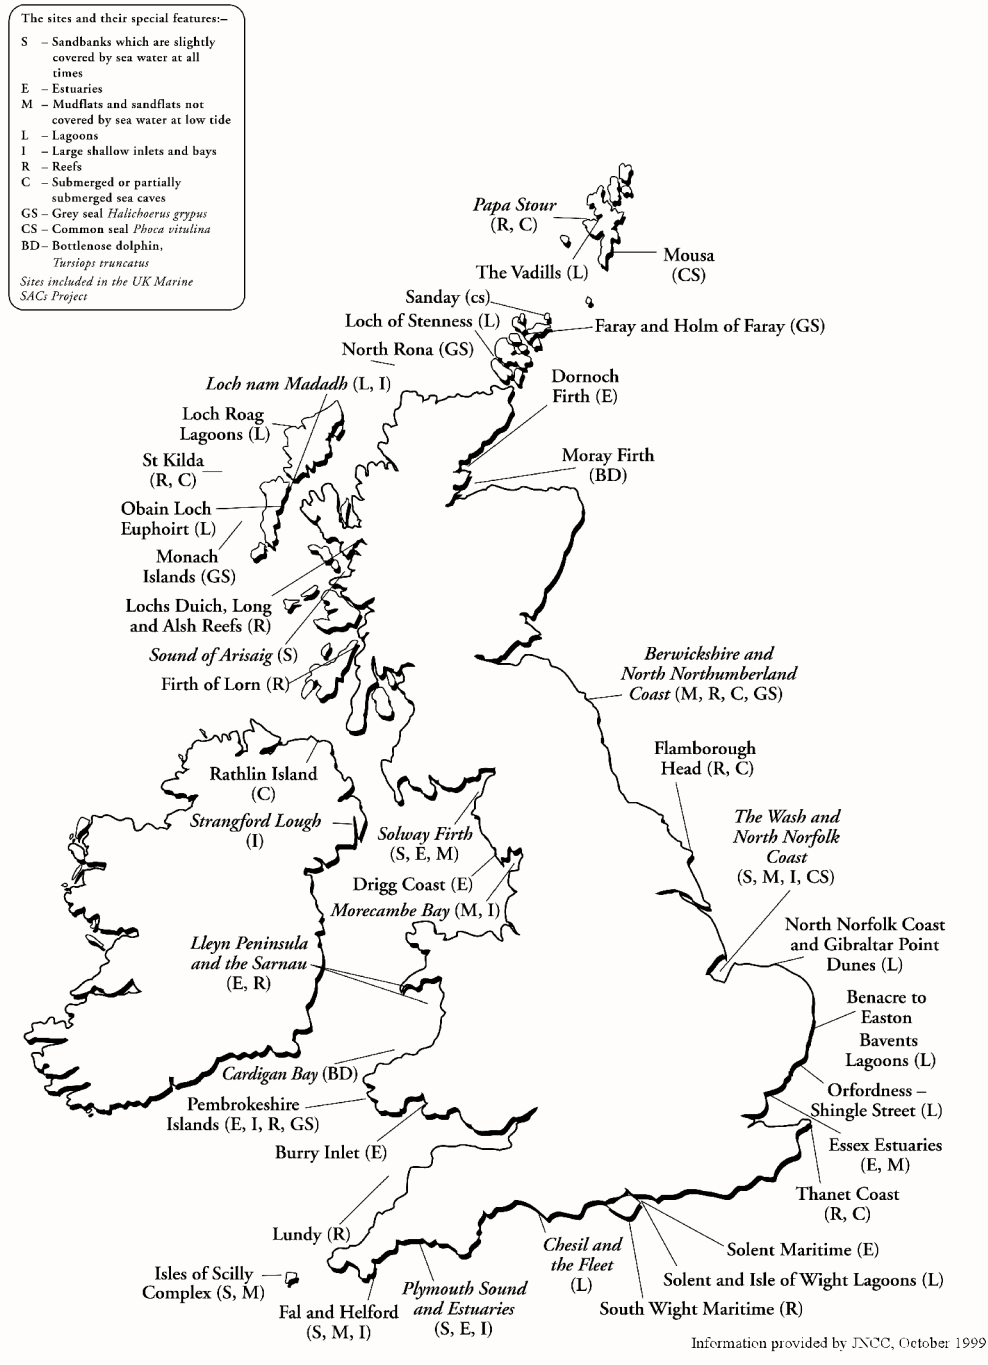 The sites and their special features:–
S – Sandbanks which are slightly
covered by sea water at all
times
E – Estuaries
M – Mudflats and sandflats not
covered by sea water at low tide
L – Lagoons
I – Large shallow inlets and bays
R – Reefs
C – Submerged or partially
submerged sea caves
GS – Grey seal Halichoerus grypus
CS – Common seal Phoca vitulina
BD – Bottlenose dolphin,
Tursiops truncatus
Sites included in the UK Marine
SACs Project
Papa Stour
(R, C)
Mousa
(CS)
The Vadills (L)
Sanday (cs)
Loch of Stenness (L)
Faray and Holm of Faray (GS)
North Rona (GS)
Loch nam Madadh (L, I)
Dornoch
Firth (E)
Loch Roag
Lagoons (L)
St Kilda
(R, C)
Moray Firth
(BD)
Obain Loch
Euphoirt (L)
Monach
Islands (GS)
Lochs Duich, Long
and Alsh Reefs (R)
Sound of Arisaig (S)
Firth of Lorn (R)
Berwickshire and
North Northumberland
Coast (M, R, C, GS)
Flamborough
Head (R, C)
Rathlin Island
(C)
Strangford Lough
(I)
Solway Firth
(S, E, M)
The Wash and
North Norfolk
Coast
(S, M, I, CS)
Drigg Coast (E)
Morecambe Bay (M, I)
North Norfolk Coast
and Gibraltar Point
Dunes (L)
Lleyn Peninsula
and the Sarnau
(E, R)
Benacre to
Easton
Bavents
Lagoons (L)
Cardigan Bay (BD)
Orfordness –
Shingle Street (L)
Pembrokeshire
Islands (E, I, R, GS)
Burry Inlet (E)
Essex Estuaries
(E, M)
Thanet Coast
(R, C)
Lundy (R)
Chesil and
the Fleet
(L)
Solent Maritime (E)
Solent and Isle of Wight Lagoons (L)
South Wight Maritime (R)
Isles of Scilly
Complex (S, M)
Fal and Helford
(S, M, I)
Plymouth Sound
and Estuaries
(S, E, I)
Information provided by JNCC, October 1999